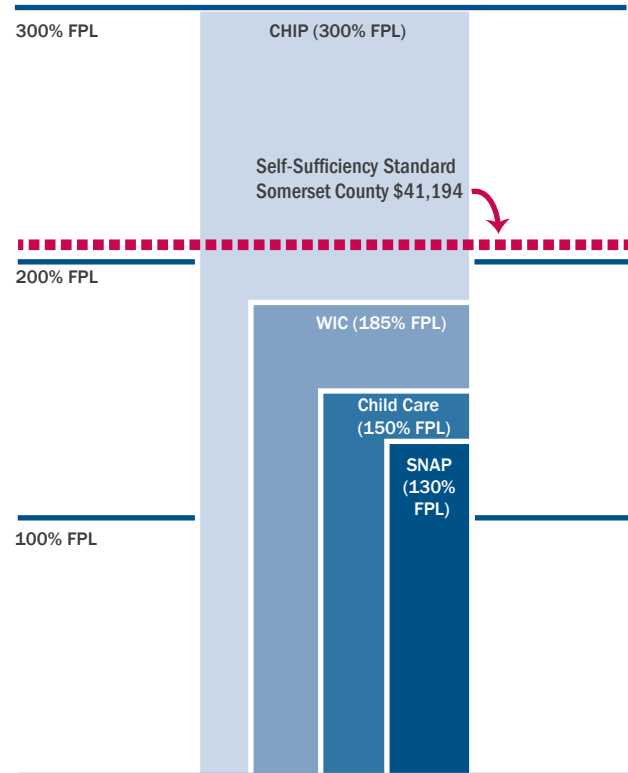 300% FPL
CHIP (300% FPL)
Self-Sufficiency Standard
Somerset County $41,194
200% FPL
WIC (185% FPL)
Child Care
(150% FPL)
SNAP
(130%
FPL)
100% FPL